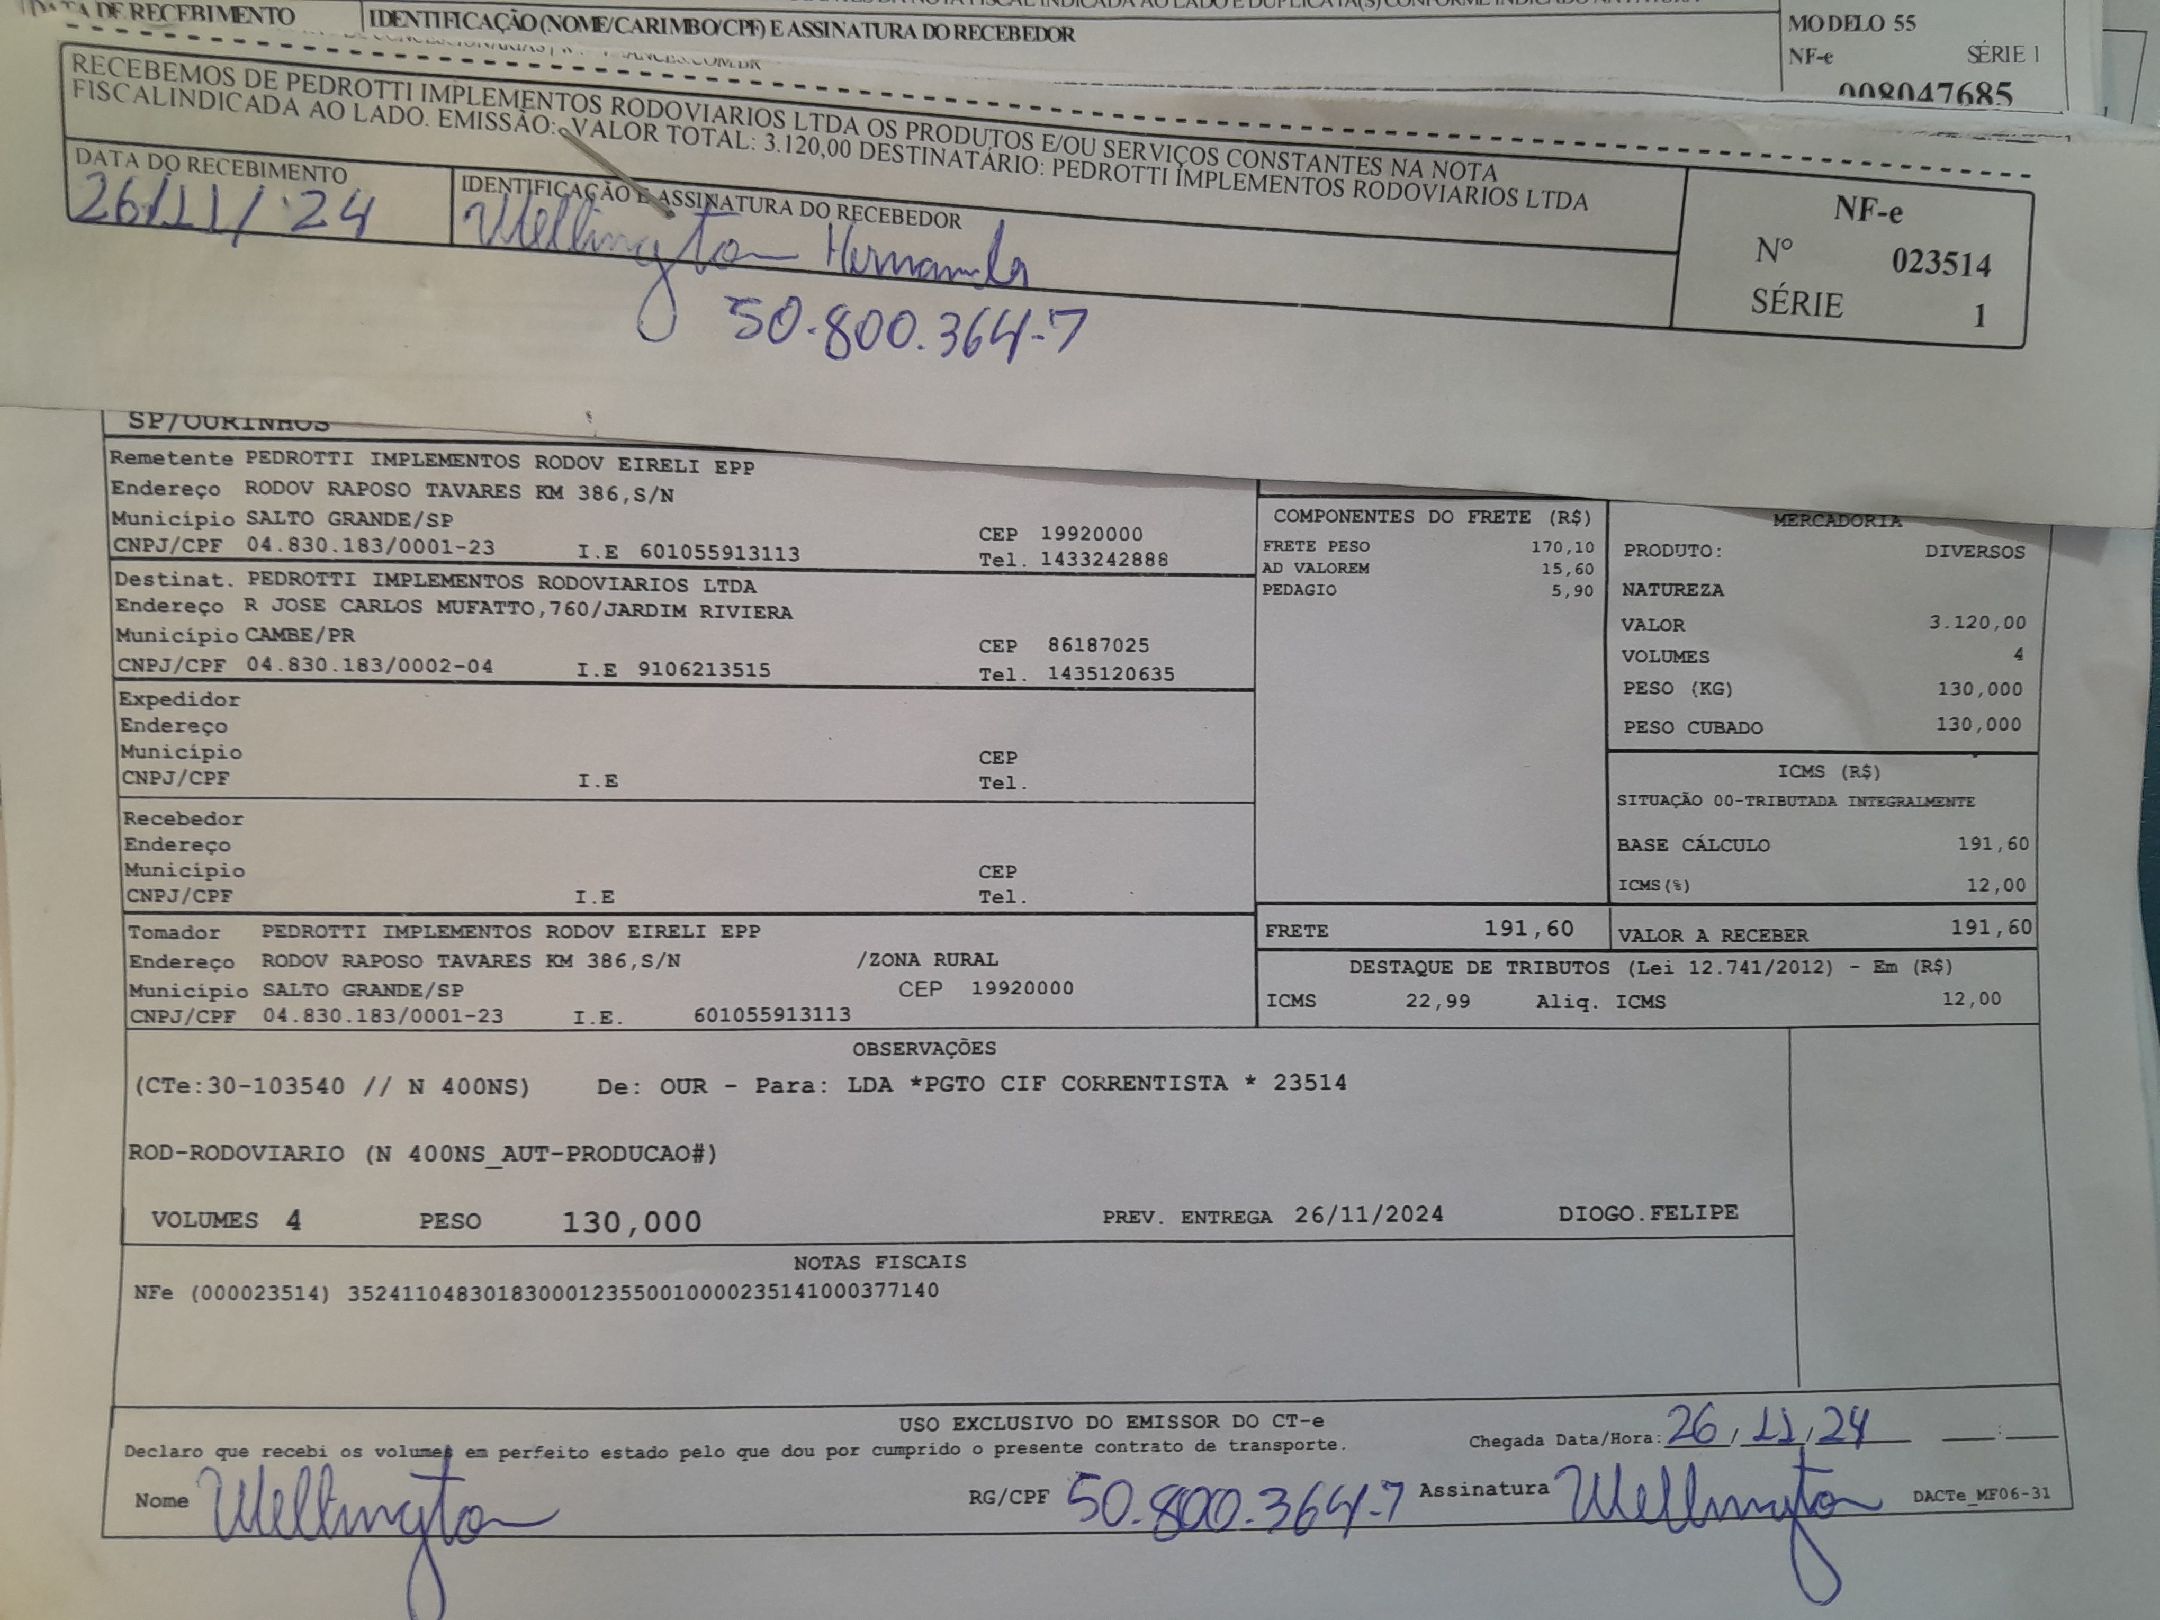 DATA DE RECEBIMENTO
IDENTIFICAÇÃO (NOME/CARIMBO/CPF) E ASSINATURA DO RECEBEDOR
MODELO 55
NF-e SÉRIE 1
008047685
RECEBEMOS DE PEDROTTI IMPLEMENTOS RODOVIARIOS LTDA OS PRODUTOS E/OU SERVIÇOS CONSTANTES NA NOTA
FISCALINDICADA AO LADO. EMISSÃO: VALOR TOTAL: 3.120,00 DESTINATÁRIO: PEDROTTI IMPLEMENTOS RODOVIARIOS LTDA
DATA DO RECEBIMENTO
26/11/24
IDENTIFICAÇÃO E ASSINATURA DO RECEBEDOR
Wellington
50.800.364-7
NF-e
Nº 023514
SÉRIE 1
SP/OURINHOS
Remetente PEDROTTI IMPLEMENTOS RODOV EIRELI EPP
Endereço RODOV RAPOSO TAVARES KM 386,S/N
Município SALTO GRANDE/SP CEP 19920000
CNPJ/CPF 04.830.183/0001-23 I.E 601055913113 Tel. 1433242888
Destinat. PEDROTTI IMPLEMENTOS RODOVIARIOS LTDA
Endereço R JOSE CARLOS MUFATTO,760/JARDIM RIVIERA
Município CAMBE/PR CEP 86187025
CNPJ/CPF 04.830.183/0002-04 I.E 9106213515 Tel. 1435120635
Expedidor
Endereço
Município CEP
CNPJ/CPF I.E Tel.
Recebedor
Endereço
Município CEP
CNPJ/CPF I.E Tel.
Tomador PEDROTTI IMPLEMENTOS RODOV EIRELI EPP
Endereço RODOV RAPOSO TAVARES KM 386,S/N /ZONA RURAL
Município SALTO GRANDE/SP CEP 19920000
CNPJ/CPF 04.830.183/0001-23 I.E. 601055913113
COMPONENTES DO FRETE (R$)
FRETE PESO 170,10
AD VALOREM 15,60
PEDAGIO 5,90
MERCADORIA
PRODUTO: DIVERSOS
NATUREZA
VALOR 3.120,00
VOLUMES 4
PESO (KG) 130,000
PESO CUBADO 130,000
ICMS (R$)
SITUAÇÃO 00-TRIBUTADA INTEGRALMENTE
BASE CÁLCULO 191,60
ICMS(%) 12,00
FRETE 191,60
VALOR A RECEBER 191,60
DESTAQUE DE TRIBUTOS (Lei 12.741/2012) - Em (R$)
ICMS 22,99 Aliq. ICMS 12,00
OBSERVAÇÕES
(CTe:30-103540 // N 400NS) De: OUR - Para: LDA *PGTO CIF CORRENTISTA * 23514
ROD-RODOVIARIO (N 400NS_AUT-PRODUCAO#)
VOLUMES 4 PESO 130,000 PREV. ENTREGA 26/11/2024 DIOGO.FELIPE
NOTAS FISCAIS
NFe (000023514) 35241104830183000123550010000235141000377140
USO EXCLUSIVO DO EMISSOR DO CT-e
Declaro que recebi os volumes em perfeito estado pelo que dou por cumprido o presente contrato de transporte.
Chegada Data/Hora: 26/11/24 __:__
Nome Wellington RG/CPF 50.800.364-7 Assinatura Wellington
DACTe_MF06-31